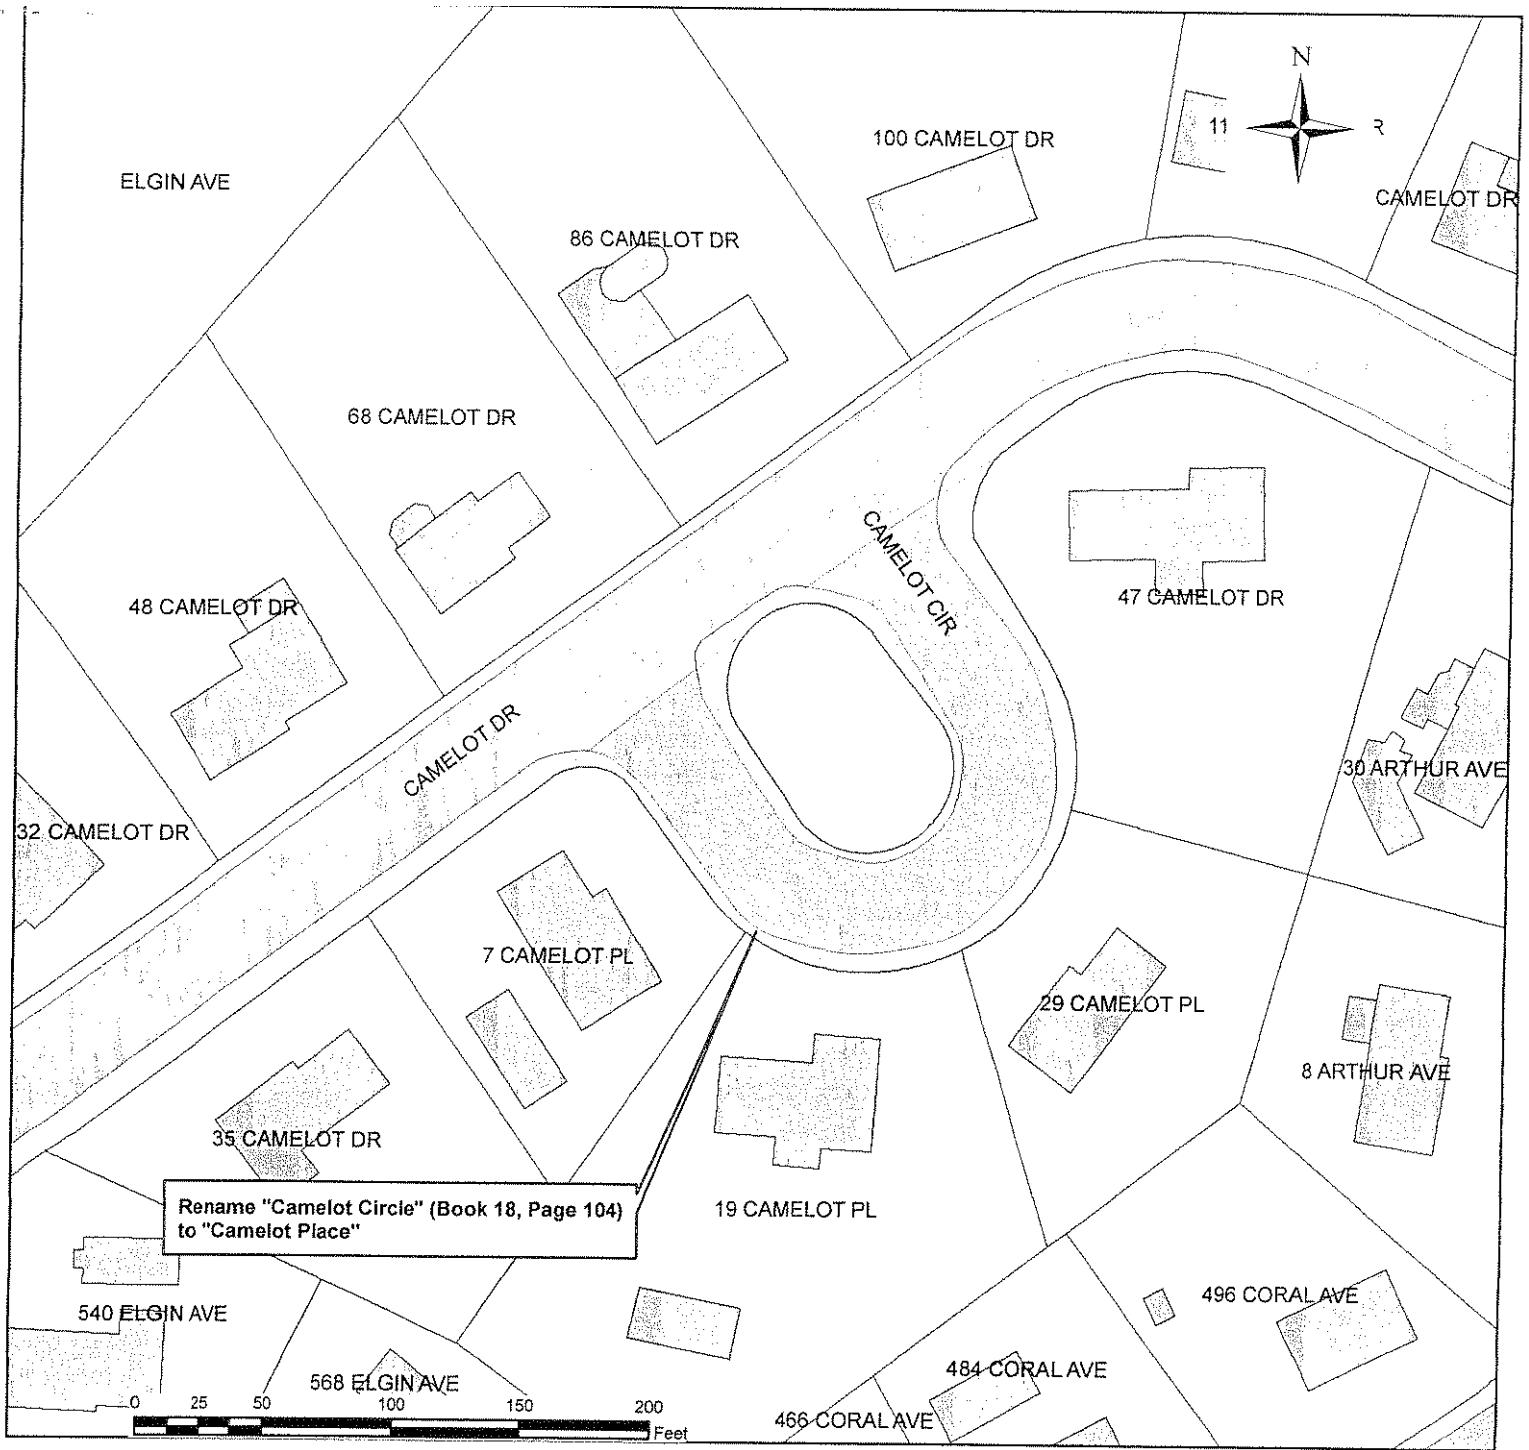 N
11
R
100 CAMELOT DR
ELGIN AVE
CAMELOT DR
86 CAMELOT DR
68 CAMELOT DR
CAMELOT CIR
47 CAMELOT DR
48 CAMELOT DR
CAMELOT DR
30 ARTHUR AVE
32 CAMELOT DR
7 CAMELOT PL
29 CAMELOT PL
8 ARTHUR AVE
35 CAMELOT DR
Rename "Camelot Circle" (Book 18, Page 104)
to "Camelot Place"
19 CAMELOT PL
496 CORAL AVE
540 ELGIN AVE
484 CORAL AVE
568 ELGIN AVE
466 CORAL AVE
0 25 50 100 150 200
Feet